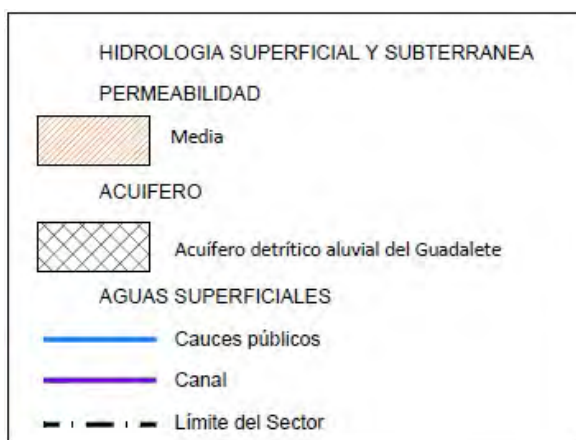 HIDROLOGIA SUPERFICIAL Y SUBTERRANEA
PERMEABILIDAD
Media
ACUIFERO
Acuífero detrítico aluvial del Guadalete
AGUAS SUPERFICIALES
Cauces públicos
Canal
Límite del Sector